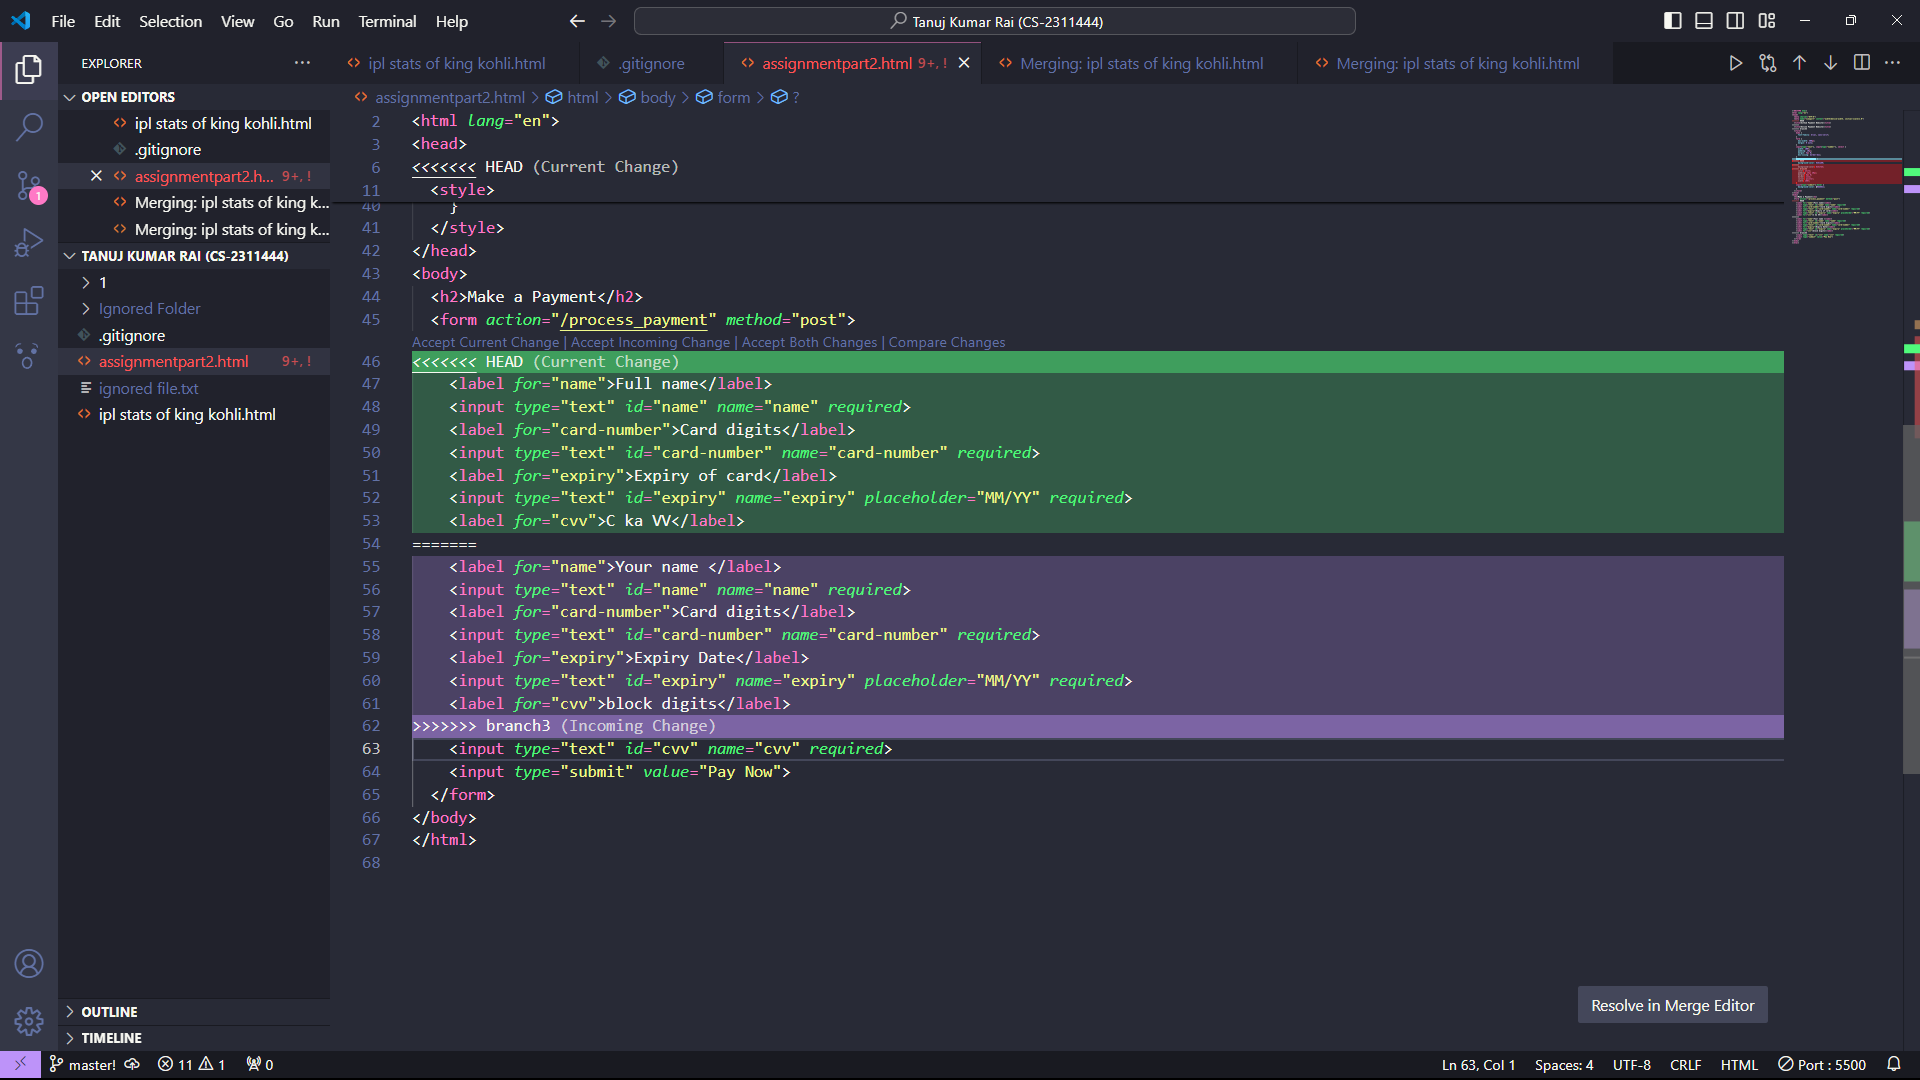 File Edit Selection View Go Run Terminal Help
Tanuj Kumar Rai (CS-2311444)
EXPLORER
OPEN EDITORS
ipl stats of king kohli.html
.gitignore
assignmentpart2.h... 9+, !
Merging: ipl stats of king k...
Merging: ipl stats of king k...
TANUJ KUMAR RAI (CS-2311444)
1
Ignored Folder
.gitignore
assignmentpart2.html 9+, !
ignored file.txt
ipl stats of king kohli.html
OUTLINE
TIMELINE
1
ipl stats of king kohli.html
.gitignore
assignmentpart2.html 9+, !
Merging: ipl stats of king kohli.html
Merging: ipl stats of king kohli.html
assignmentpart2.html > html > body > form > ?
2 <html lang="en">
3 <head>
6 <<<<<<< HEAD (Current Change)
11 <style>
40 }
41 </style>
42 </head>
43 <body>
44 <h2>Make a Payment</h2>
45 <form action="/process_payment" method="post">
Accept Current Change | Accept Incoming Change | Accept Both Changes | Compare Changes
46 <<<<<<< HEAD (Current Change)
47 <label for="name">Full name</label>
48 <input type="text" id="name" name="name" required>
49 <label for="card-number">Card digits</label>
50 <input type="text" id="card-number" name="card-number" required>
51 <label for="expiry">Expiry of card</label>
52 <input type="text" id="expiry" name="expiry" placeholder="MM/YY" required>
53 <label for="cvv">C ka VV</label>
54 =======
55 <label for="name">Your name </label>
56 <input type="text" id="name" name="name" required>
57 <label for="card-number">Card digits</label>
58 <input type="text" id="card-number" name="card-number" required>
59 <label for="expiry">Expiry Date</label>
60 <input type="text" id="expiry" name="expiry" placeholder="MM/YY" required>
61 <label for="cvv">block digits</label>
62 >>>>>>> branch3 (Incoming Change)
63 <input type="text" id="cvv" name="cvv" required>
64 <input type="submit" value="Pay Now">
65 </form>
66 </body>
67 </html>
68
Resolve in Merge Editor
master! 11 1 0
Ln 63, Col 1 Spaces: 4 UTF-8 CRLF HTML Port : 5500